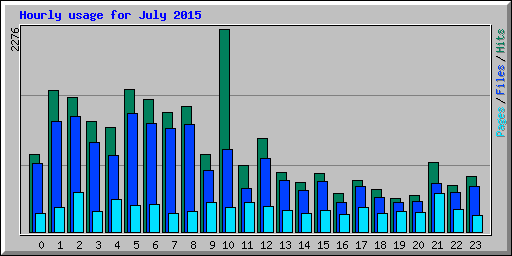 Hourly usage for July 2015
2276
Pages / Files / Hits
0 1 2 3 4 5 6 7 8 9 10 11 12 13 14 15 16 17 18 19 20 21 22 23